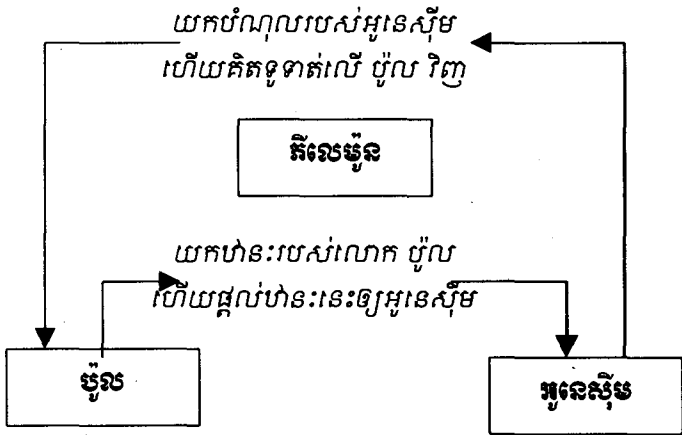 យកបំណុលរបស់អូនេស៊ីម
ហើយគិតទូទាត់លើ ប៉ូល វិញ
ភីលេម៉ូន
យកឋានៈរបស់លោក ប៉ូល
ហើយផ្តល់ឋានៈនេះឲ្យអូនេស៊ីម
ប៉ូល
អូនេស៊ីម